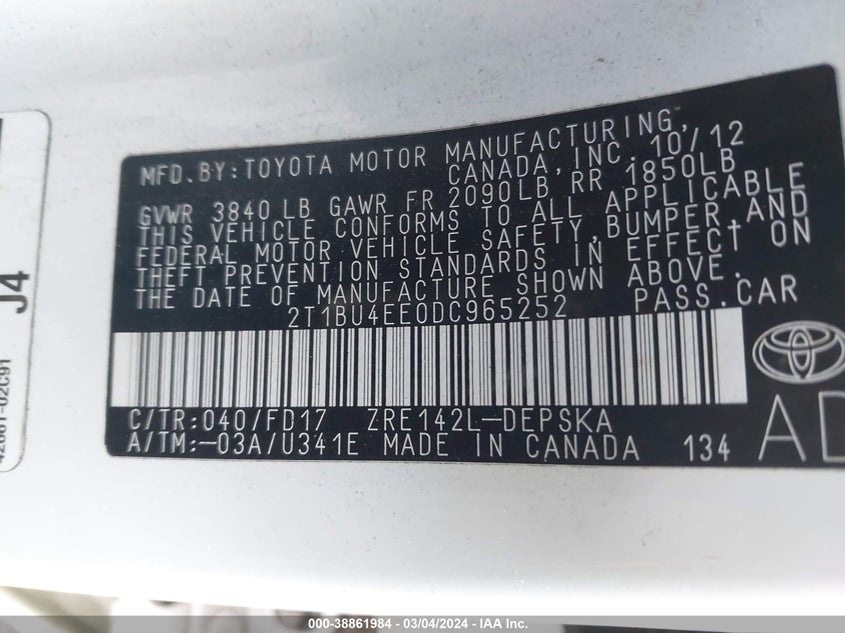 MFD. BY: TOYOTA MOTOR MANUFACTURING,
CANADA, INC. 10/12
GVWR 3840 LB GAWR FR 2090LB RR 1850LB
THIS VEHICLE CONFORMS TO ALL APPLICABLE
FEDERAL MOTOR VEHICLE SAFETY, BUMPER, AND
THEFT PREVENTION STANDARDS IN EFFECT ON
THE DATE OF MANUFACTURE SHOWN ABOVE.
2T1BU4EE0DC965252 PASS. CAR
C/TR: 040/FD17 ZRE142L-DEPSKA
A/TM:-03A/U341E MADE IN CANADA 134
AD
J4
000-38861984 - 03/04/2024 - IAA Inc.